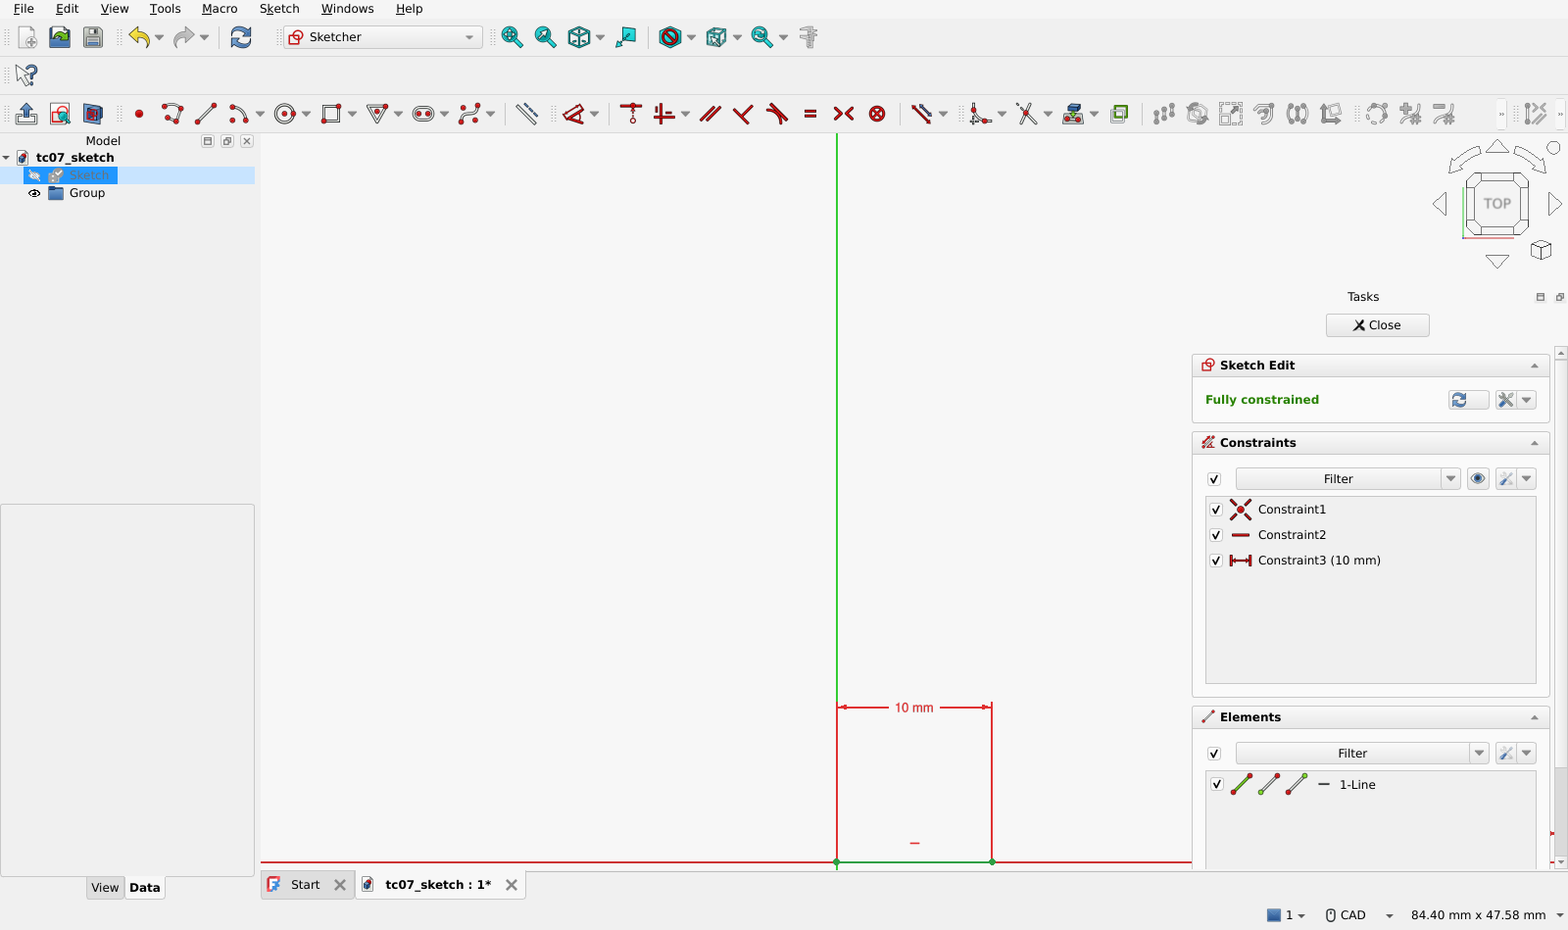 File Edit View Tools Macro Sketch Windows Help
Sketcher
Model
tc07_sketch
Sketch
Group
TOP
Tasks
Close
Sketch Edit
Fully constrained
Constraints
Filter
Constraint1
Constraint2
Constraint3 (10 mm)
10 mm
Elements
Filter
1-Line
View Data
Start
tc07_sketch : 1*
1 CAD 84.40 mm x 47.58 mm